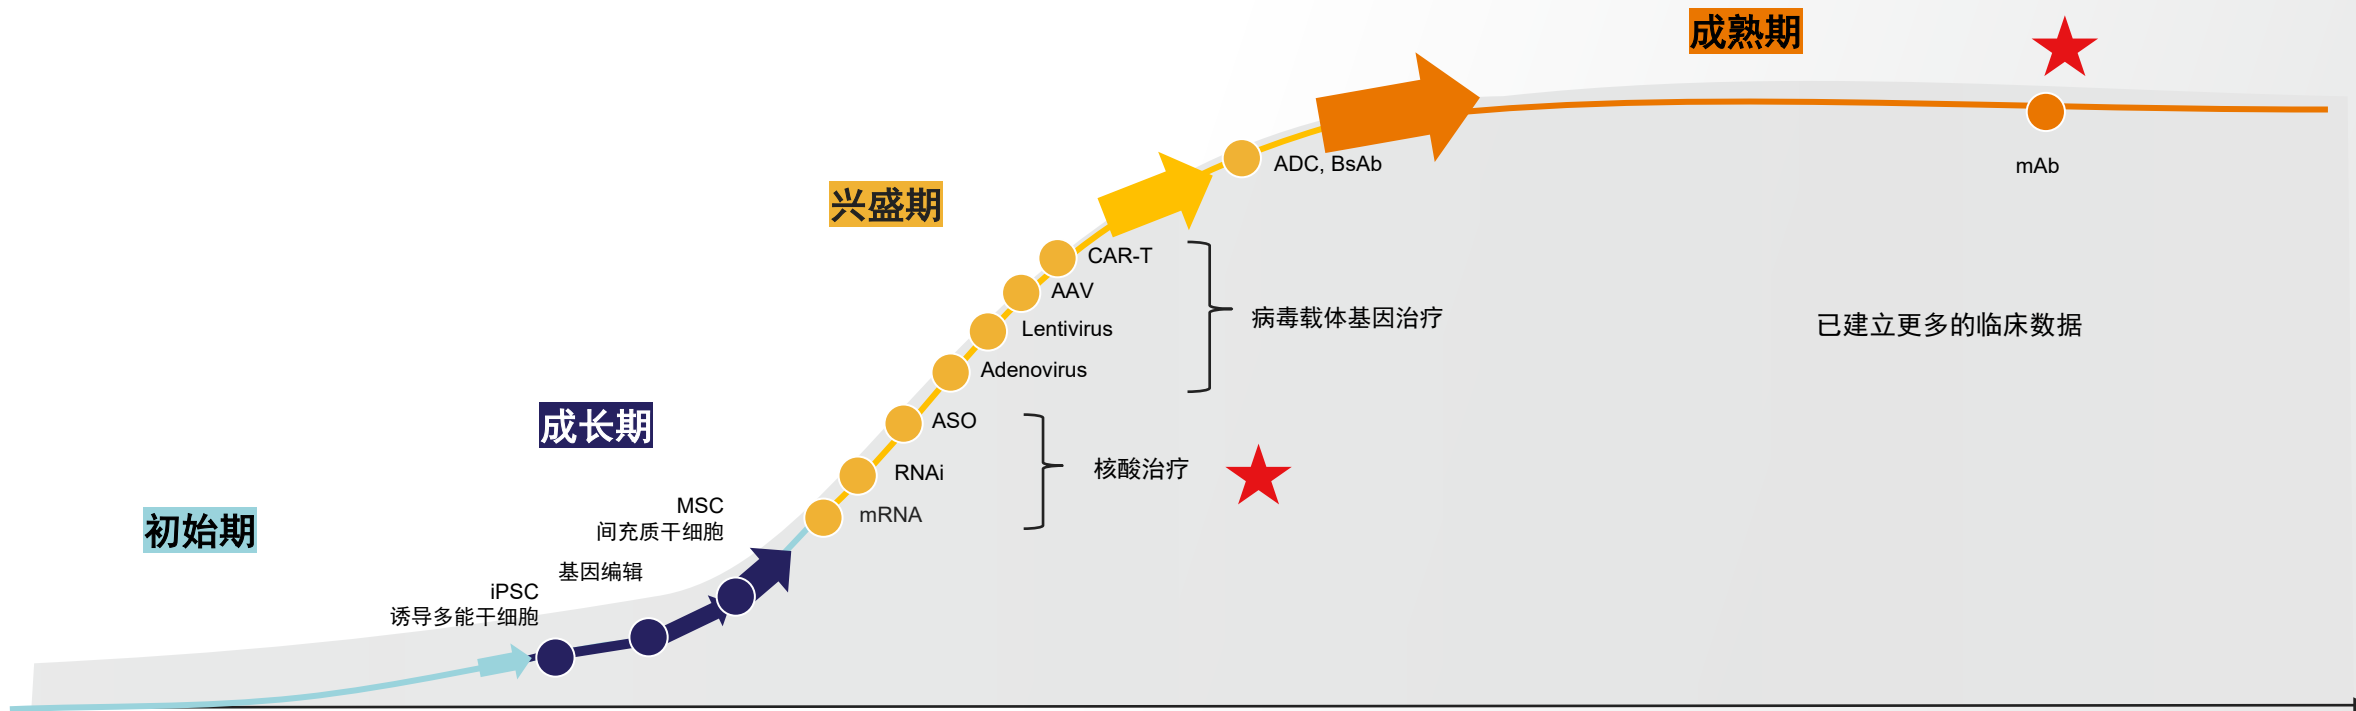 成熟期
ADC, BsAb
mAb
兴盛期
CAR-T
AAV
Lentivirus
Adenovirus
病毒载体基因治疗
已建立更多的临床数据
成长期
ASO
RNAi
mRNA
核酸治疗
初始期
MSC
间充质干细胞
基因编辑
iPSC
诱导多能干细胞